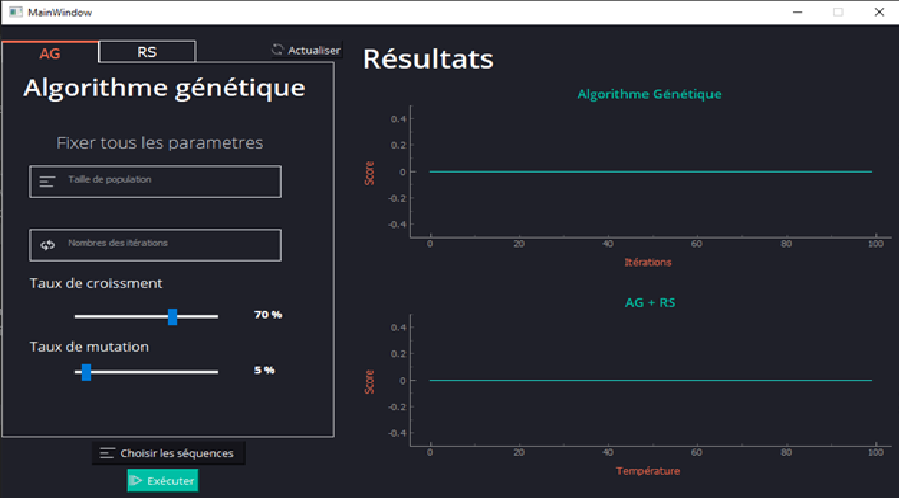 MainWindow
AG
RS
Actualiser
Algorithme génétique
Fixer tous les parametres
Taille de population
Nombres des itérations
Taux de croissment
70 %
Taux de mutation
5 %
Choisir les séquences
Exécuter
Résultats
Algorithme Génétique
Score
0.4
0.2
0
-0.2
-0.4
0 20 40 60 80 100
Itérations
AG + RS
Score
0.4
0.2
0
-0.2
-0.4
0 20 40 60 80 100
Température